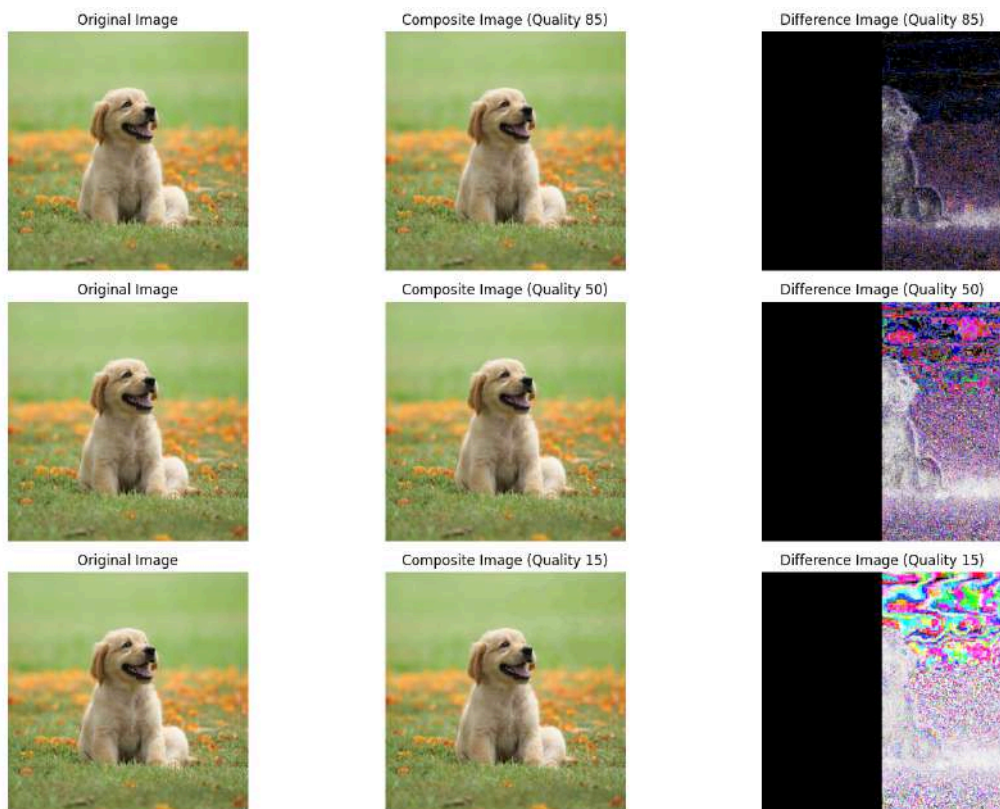 Original Image
Composite Image (Quality 85)
Difference Image (Quality 85)
Original Image
Composite Image (Quality 50)
Difference Image (Quality 50)
Original Image
Composite Image (Quality 15)
Difference Image (Quality 15)